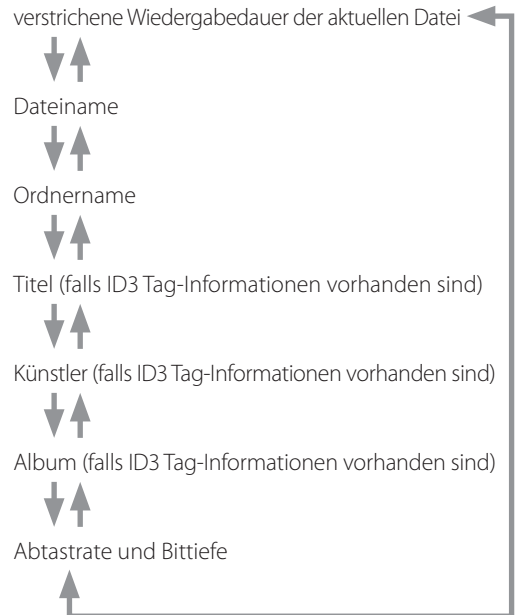 verstrichene Wiedergabedauer der aktuellen Datei
Dateiname
Ordnername
Titel (falls ID3 Tag-Informationen vorhanden sind)
Künstler (falls ID3 Tag-Informationen vorhanden sind)
Album (falls ID3 Tag-Informationen vorhanden sind)
Abtastrate und Bittiefe